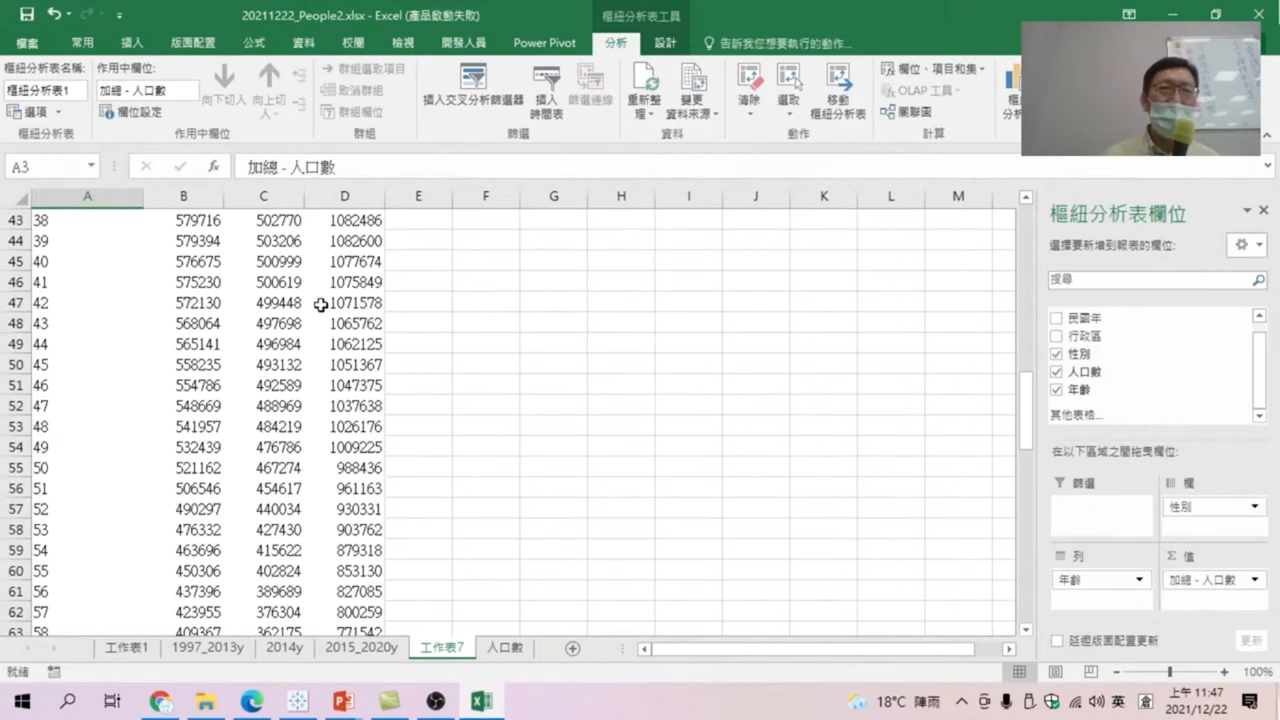 20211222_People2.xlsx - Excel (產品啟動失敗)
樞紐分析表工具
檔案 常用 插入 版面配置 公式 資料 校閱 檢視 開發人員 Power Pivot 分析 設計 告訴我您想要執行的動作...
樞紐分析表名稱: 作用中欄位:
樞紐分析表1 加總 - 人口數
選項 欄位設定
向下切入 向上切入
群組選取項目
取消群組
群組欄位
插入交叉分析篩選器 插入時間表 篩選連線
重新整理 變更資料來源
清除 選取 移動樞紐分析表
欄位、項目和集
OLAP 工具
關聯圖
樞紐分析表 作用中欄位 群組 篩選 資料 動作 計算
A3 fx 加總 - 人口數
A B C D E F G H I J K L M
43 38 579716 502770 1082486
44 39 579394 503206 1082600
45 40 576675 500999 1077674
46 41 575230 500619 1075849
47 42 572130 499448 1071578
48 43 568064 497698 1065762
49 44 565141 496984 1062125
50 45 558235 493132 1051367
51 46 554786 492589 1047375
52 47 548669 488969 1037638
53 48 541957 484219 1026176
54 49 532439 476786 1009225
55 50 521162 467274 988436
56 51 506546 454617 961163
57 52 490297 440034 930331
58 53 476332 427430 903762
59 54 463696 415622 879318
60 55 450306 402824 853130
61 56 437396 389689 827085
62 57 423955 376304 800259
63 58 409367 362175 771542
樞紐分析表欄位
選擇要新增到報表的欄位:
搜尋
民國年
行政區
性別
人口數
年齡
其他表格...
在以下區域之間拖曳欄位:
篩選 欄
性別
列 Σ 值
年齡 加總 - 人口數
延遲版面配置更新 更新
工作表1 1997_2013y 2014y 2015_2020y 工作表7 人口數
就緒 100%
18°C 陣雨 英 上午 11:47
2021/12/22